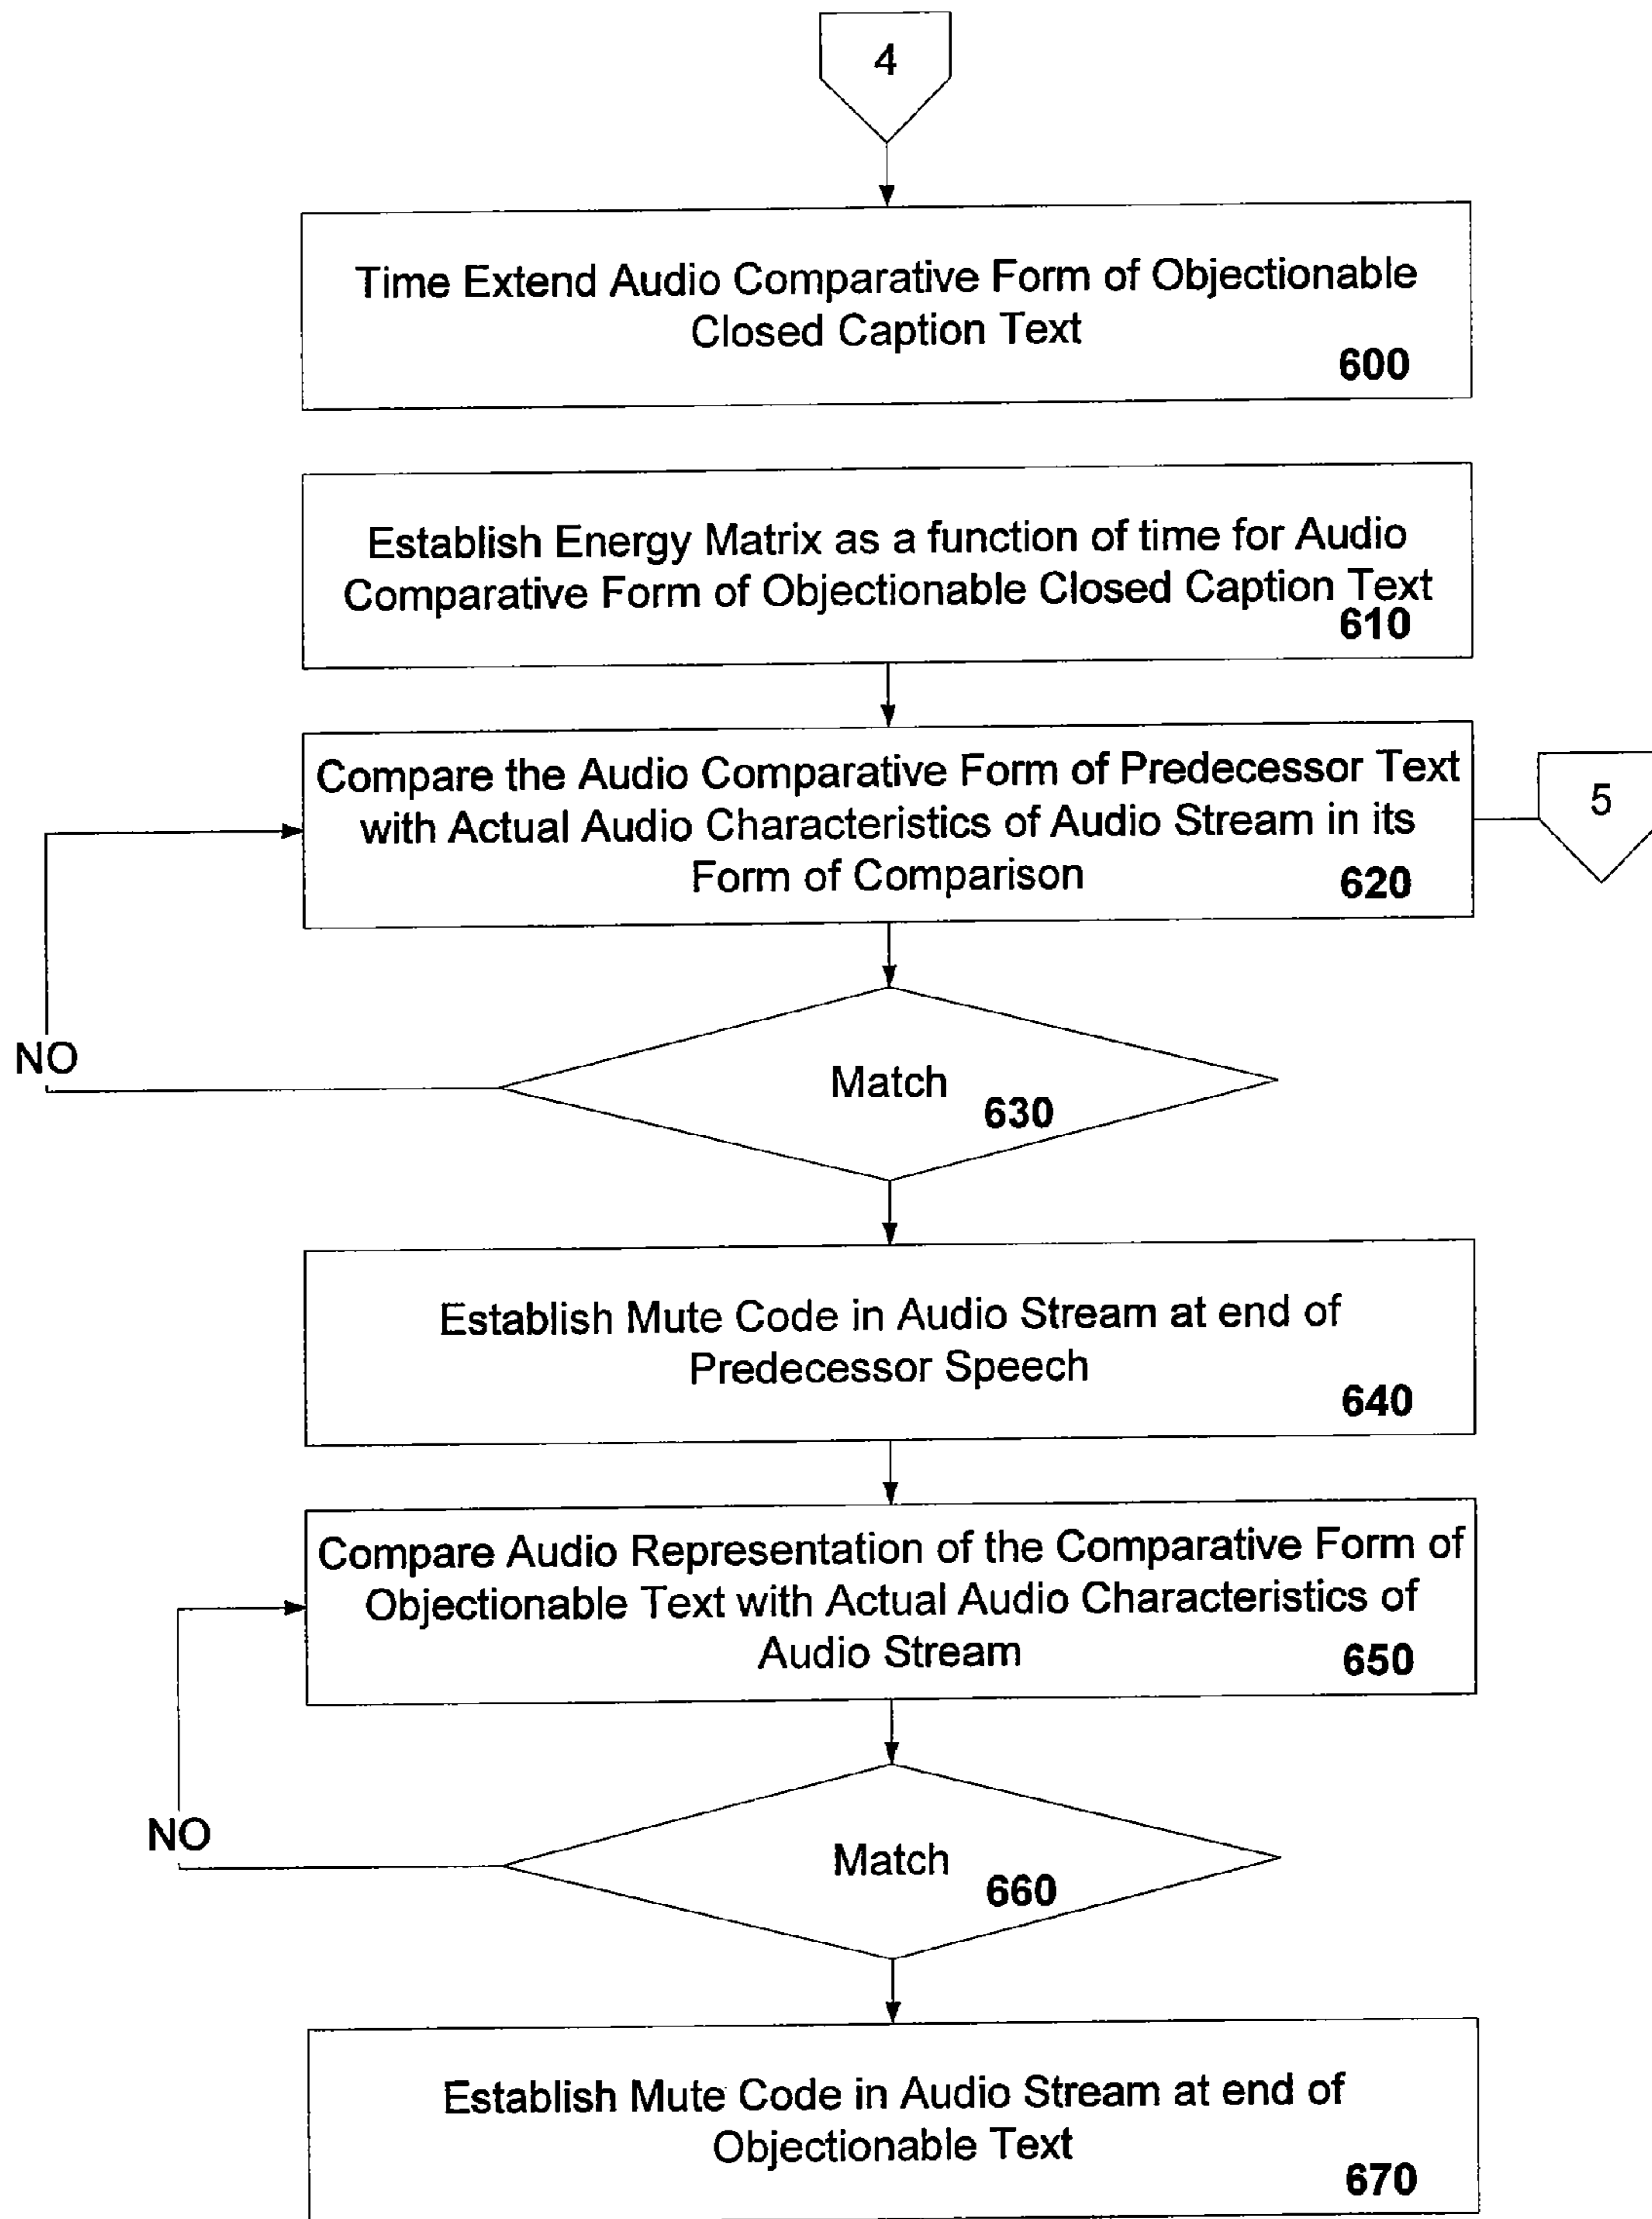 4
Time Extend Audio Comparative Form of Objectionable
Closed Caption Text
600
Establish Energy Matrix as a function of time for Audio
Comparative Form of Objectionable Closed Caption Text
610
Compare the Audio Comparative Form of Predecessor Text
with Actual Audio Characteristics of Audio Stream in its
Form of Comparison
620
5
NO
Match
630
Establish Mute Code in Audio Stream at end of
Predecessor Speech
640
Compare Audio Representation of the Comparative Form of
Objectionable Text with Actual Audio Characteristics of
Audio Stream
650
NO
Match
660
Establish Mute Code in Audio Stream at end of
Objectionable Text
670